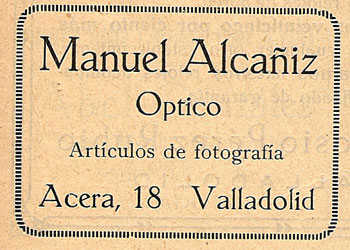 Manuel Alcañiz
Optico
Artículos de fotografía
Acera, 18 Valladolid